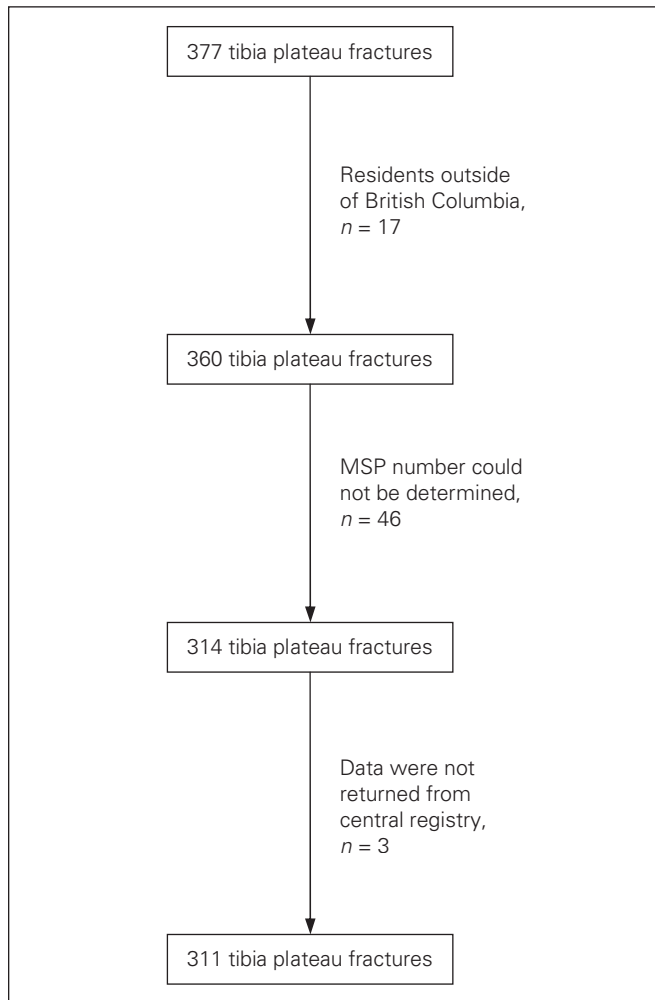 377 tibia plateau fractures
Residents outside
of British Columbia,
n = 17
360 tibia plateau fractures
MSP number could
not be determined,
n = 46
314 tibia plateau fractures
Data were not
returned from
central registry,
n = 3
311 tibia plateau fractures